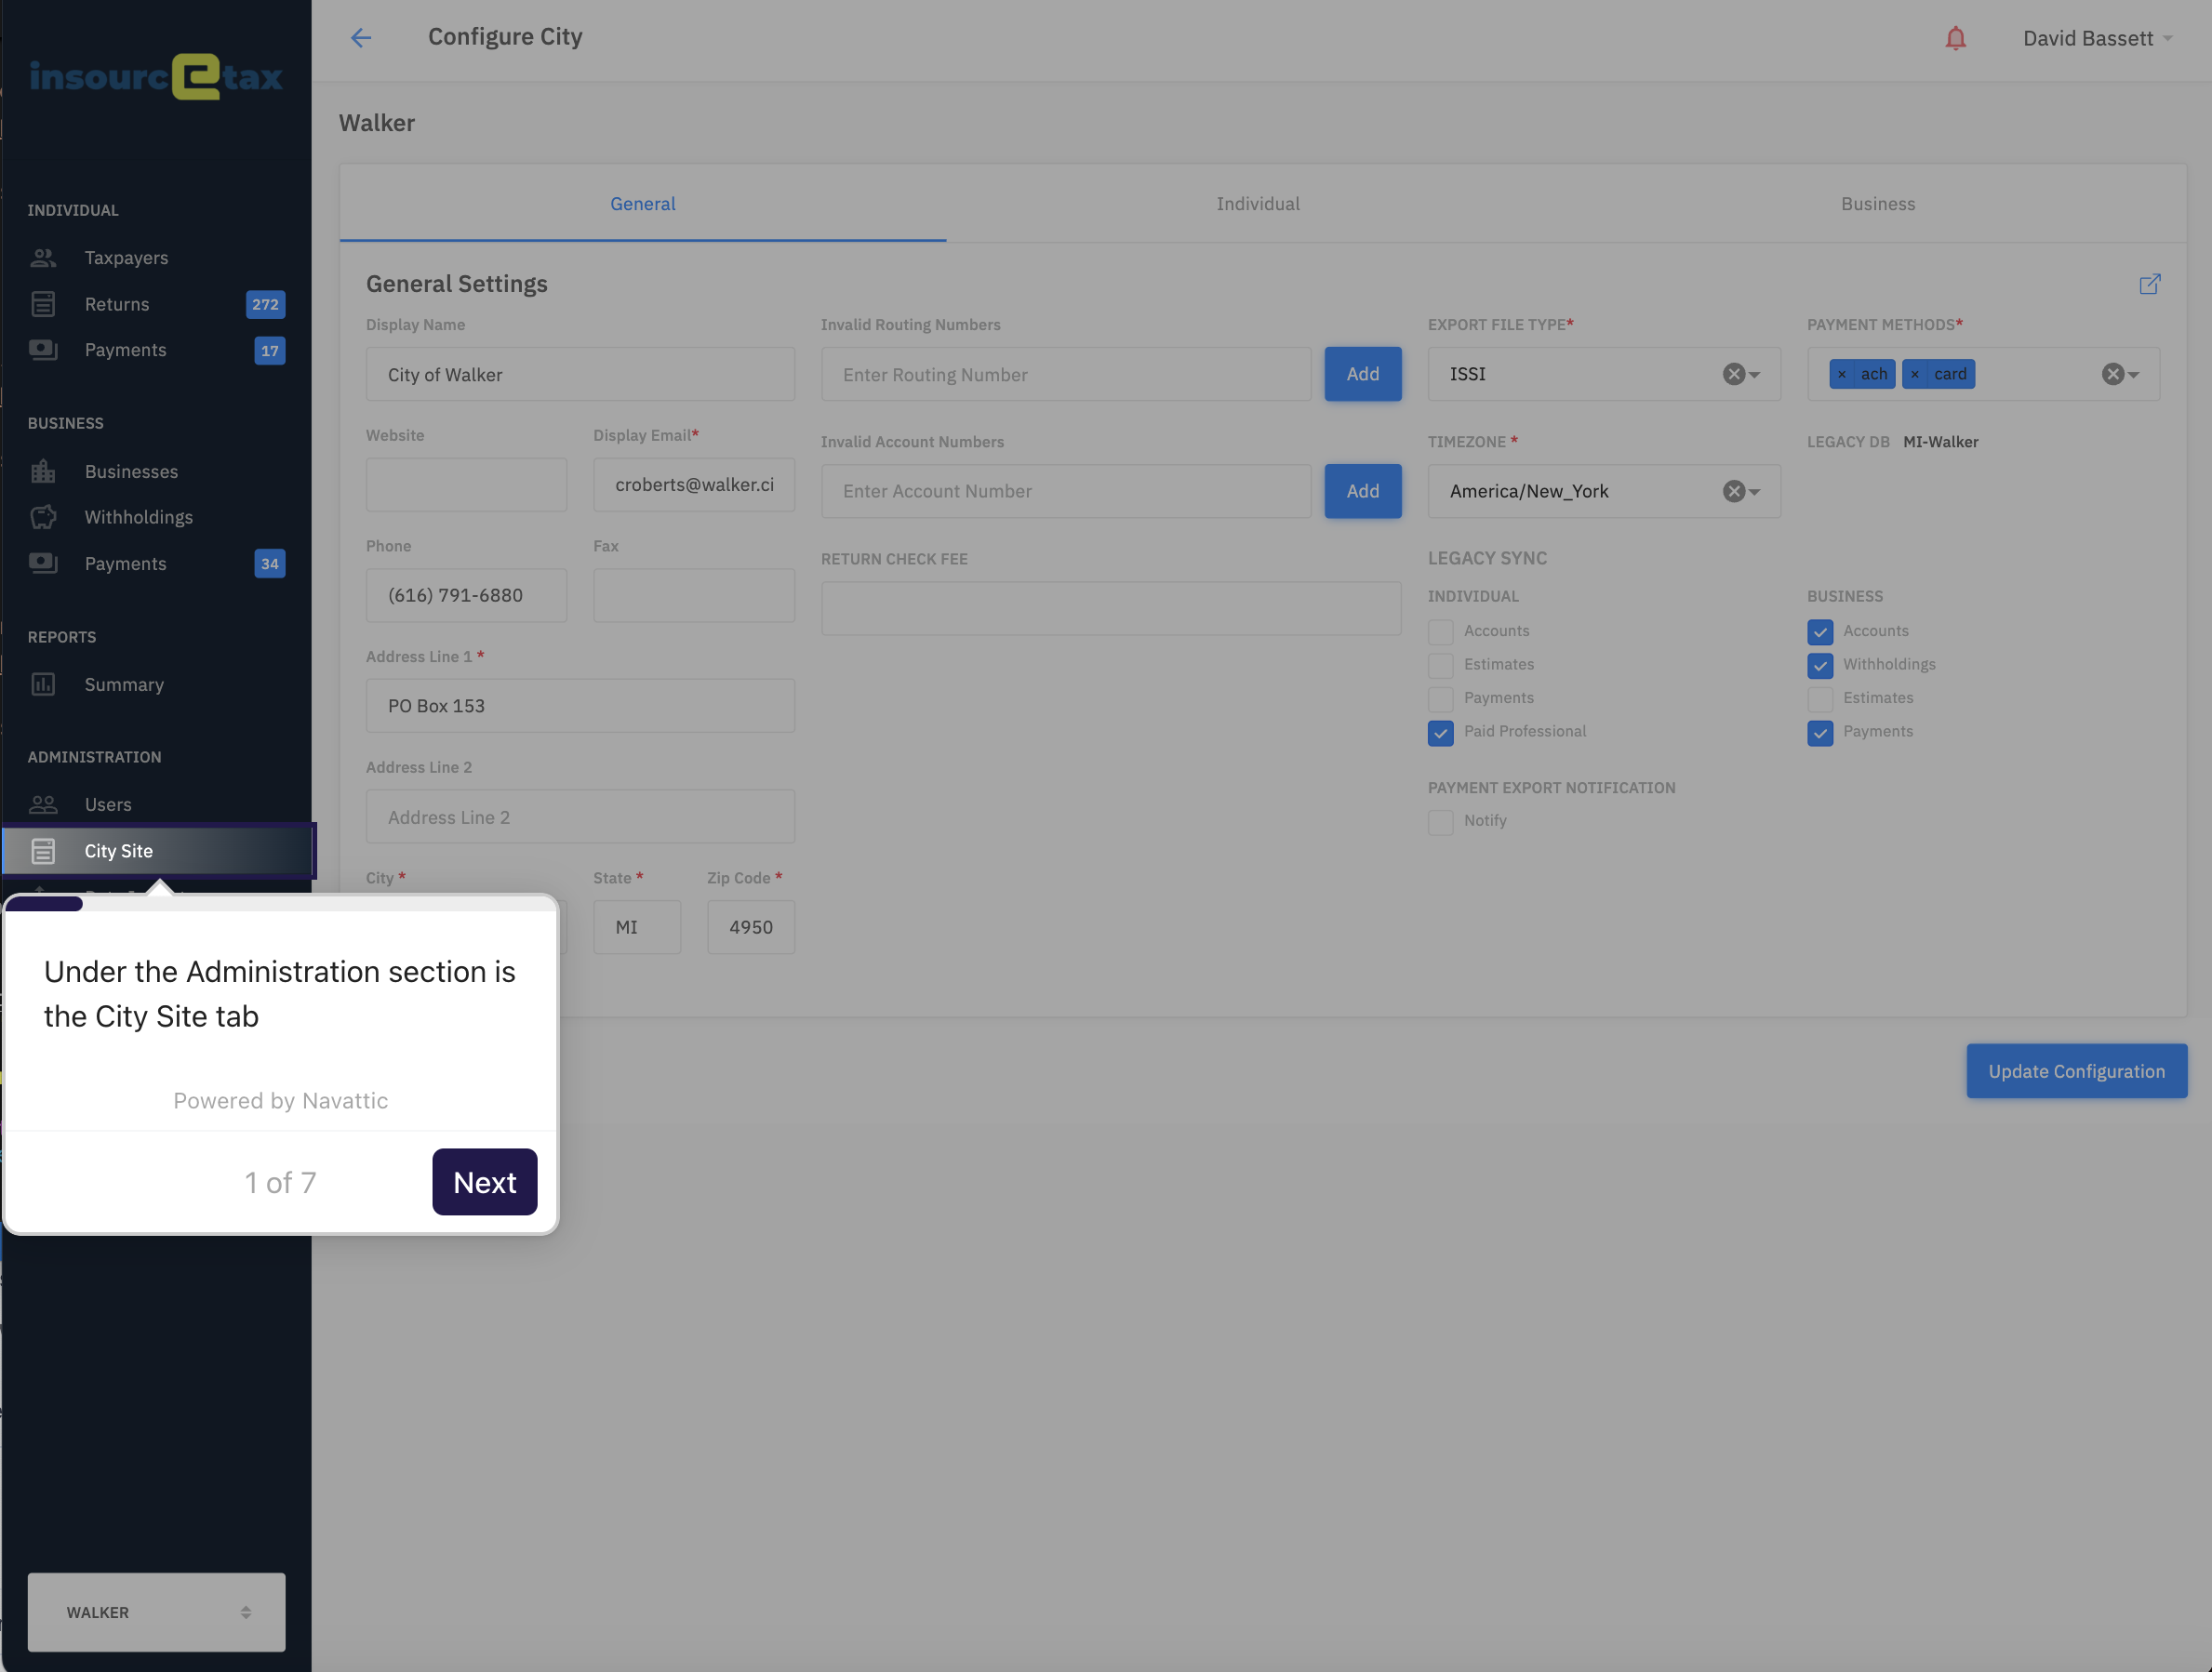 insourcetax
Configure City
David Bassett
Walker
INDIVIDUAL
Taxpayers
Returns 272
Payments 17
BUSINESS
Businesses
Withholdings
Payments 34
REPORTS
Summary
ADMINISTRATION
Users
City Site
General Individual Business
General Settings
Display Name
City of Walker
Website
Display Email*
croberts@walker.ci
Phone
(616) 791-6880
Fax
Address Line 1 *
PO Box 153
Address Line 2
Address Line 2
City *
State *
MI
Zip Code *
4950
Invalid Routing Numbers
Enter Routing Number
Add
Invalid Account Numbers
Enter Account Number
Add
RETURN CHECK FEE
EXPORT FILE TYPE*
ISSI
PAYMENT METHODS*
× ach × card
TIMEZONE *
America/New_York
LEGACY DB MI-Walker
LEGACY SYNC
INDIVIDUAL
Accounts
Estimates
Payments
Paid Professional
BUSINESS
Accounts
Withholdings
Estimates
Payments
PAYMENT EXPORT NOTIFICATION
Notify
Update Configuration
Under the Administration section is
the City Site tab
Powered by Navattic
1 of 7
Next
WALKER